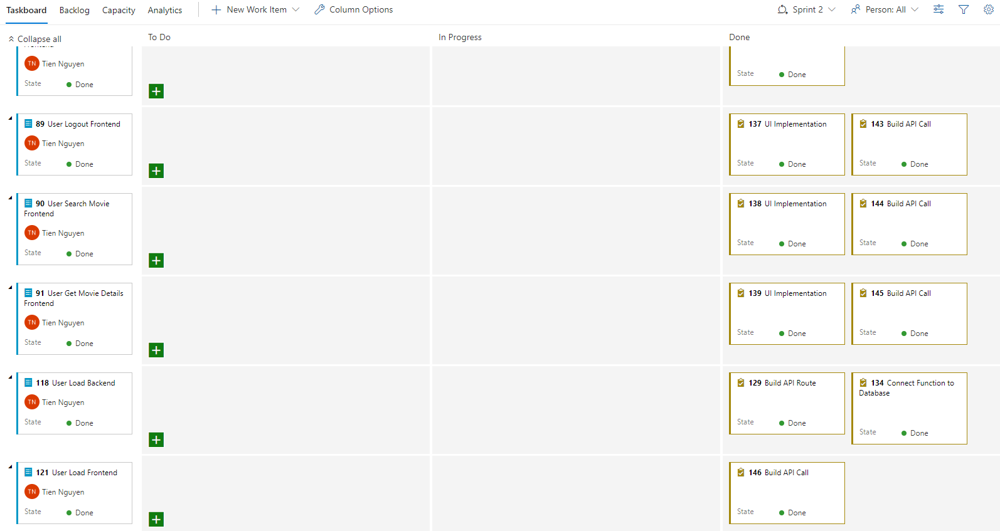 Taskboard Backlog Capacity Analytics New Work Item Column Options Sprint 2 Person: All
Collapse all To Do In Progress Done
Frontend
TN Tien Nguyen
State Done
State Done
89 User Logout Frontend
TN Tien Nguyen
State Done
137 UI Implementation
State Done
143 Build API Call
State Done
90 User Search Movie
Frontend
TN Tien Nguyen
State Done
138 UI Implementation
State Done
144 Build API Call
State Done
91 User Get Movie Details
Frontend
TN Tien Nguyen
State Done
139 UI Implementation
State Done
145 Build API Call
State Done
118 User Load Backend
TN Tien Nguyen
State Done
129 Build API Route
State Done
134 Connect Function to
Database
State Done
121 User Load Frontend
TN Tien Nguyen
State Done
146 Build API Call
State Done